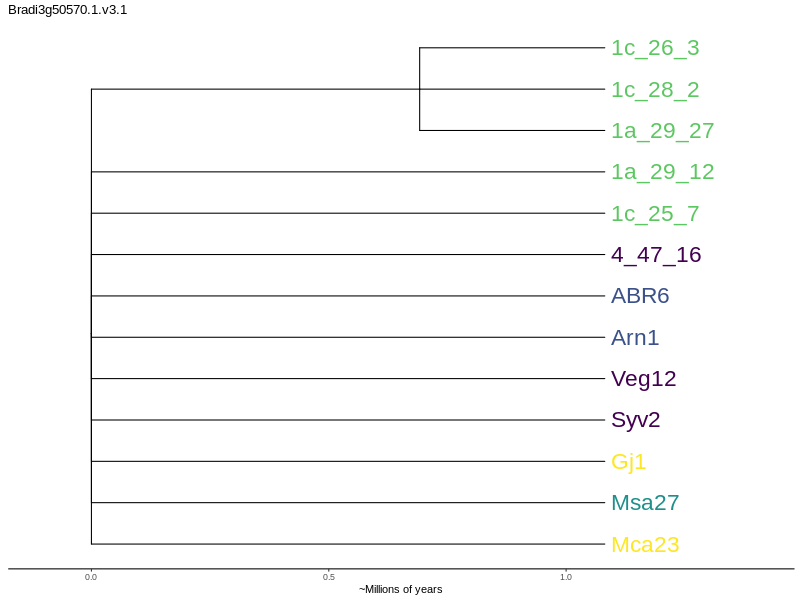 Bradi3g50570.1.v3.1
1c_26_3
1c_28_2
1a_29_27
1a_29_12
1c_25_7
4_47_16
ABR6
Arn1
Veg12
Syv2
Gj1
Msa27
Mca23
0.0 0.5 1.0
~Millions of years